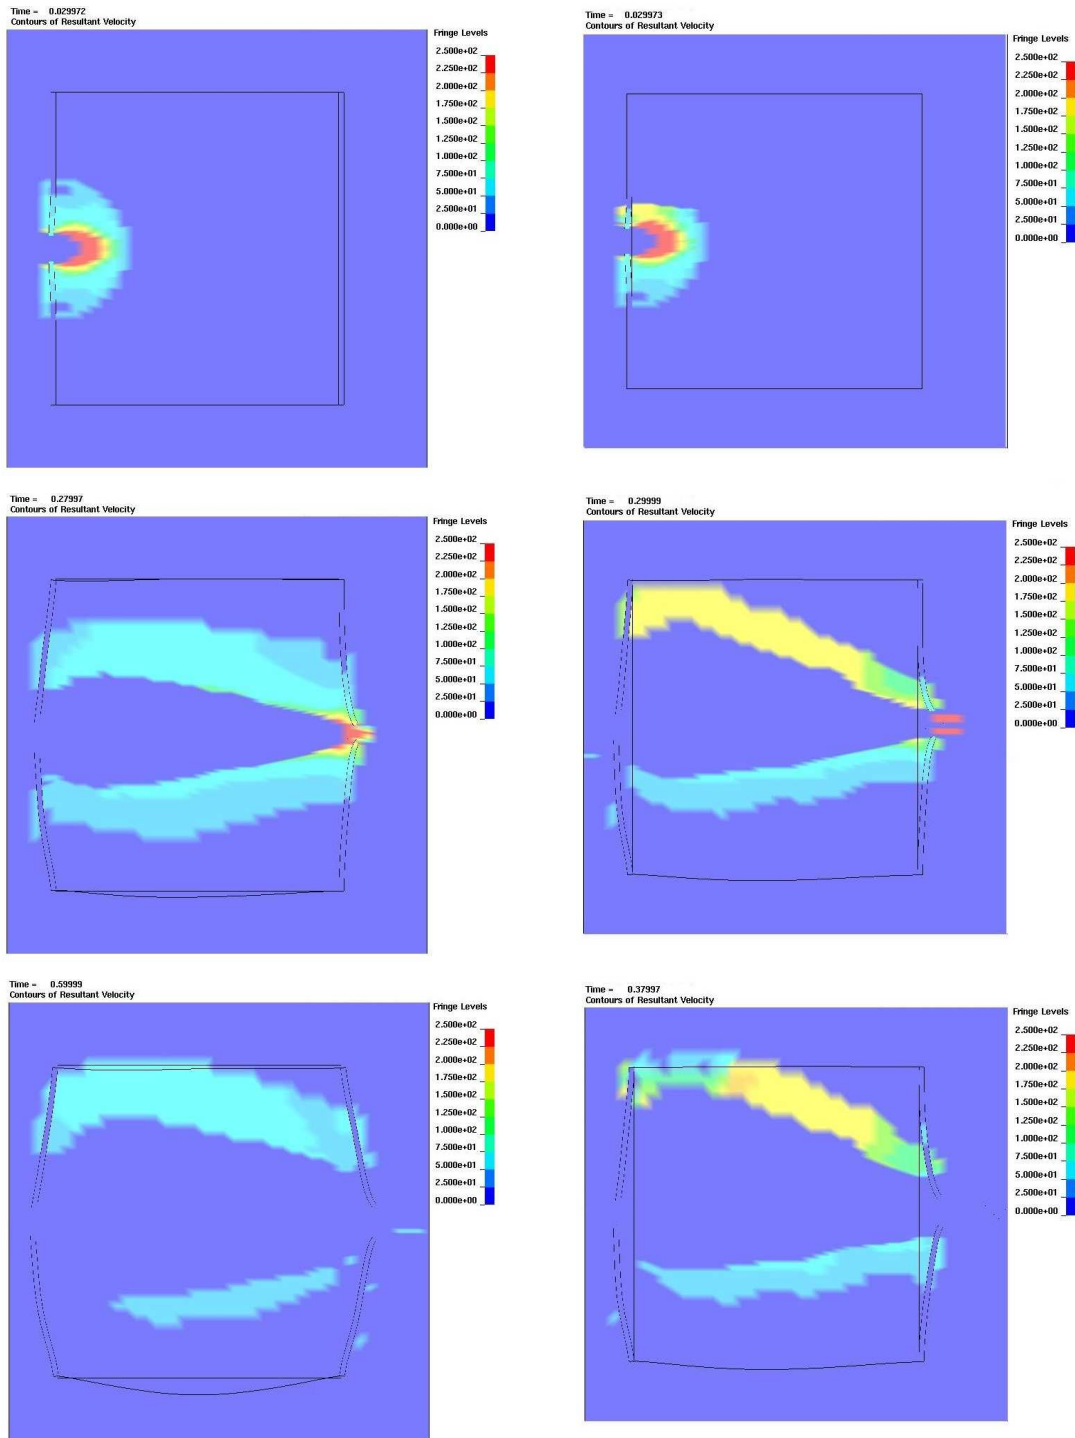 Time = 0.029972
Contours of Resultant Velocity
Fringe Levels
2.500e+02
2.250e+02
2.000e+02
1.750e+02
1.500e+02
1.250e+02
1.000e+02
7.500e+01
5.000e+01
2.500e+01
0.000e+00
Time = 0.029973
Contours of Resultant Velocity
Fringe Levels
2.500e+02
2.250e+02
2.000e+02
1.750e+02
1.500e+02
1.250e+02
1.000e+02
7.500e+01
5.000e+01
2.500e+01
0.000e+00
Time = 0.27997
Contours of Resultant Velocity
Fringe Levels
2.500e+02
2.250e+02
2.000e+02
1.750e+02
1.500e+02
1.250e+02
1.000e+02
7.500e+01
5.000e+01
2.500e+01
0.000e+00
Time = 0.29999
Contours of Resultant Velocity
Fringe Levels
2.500e+02
2.250e+02
2.000e+02
1.750e+02
1.500e+02
1.250e+02
1.000e+02
7.500e+01
5.000e+01
2.500e+01
0.000e+00
Time = 0.59999
Contours of Resultant Velocity
Fringe Levels
2.500e+02
2.250e+02
2.000e+02
1.750e+02
1.500e+02
1.250e+02
1.000e+02
7.500e+01
5.000e+01
2.500e+01
0.000e+00
Time = 0.37997
Contours of Resultant Velocity
Fringe Levels
2.500e+02
2.250e+02
2.000e+02
1.750e+02
1.500e+02
1.250e+02
1.000e+02
7.500e+01
5.000e+01
2.500e+01
0.000e+00